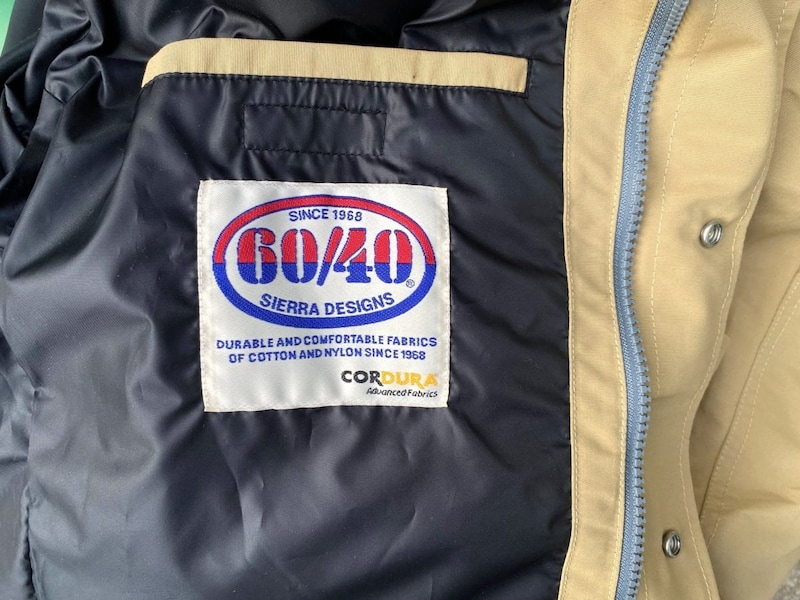 SINCE 1968
60/40®
SIERRA DESIGNS
DURABLE AND COMFORTABLE FABRICS
OF COTTON AND NYLON SINCE 1968
CORDURA®
Advanced Fabrics